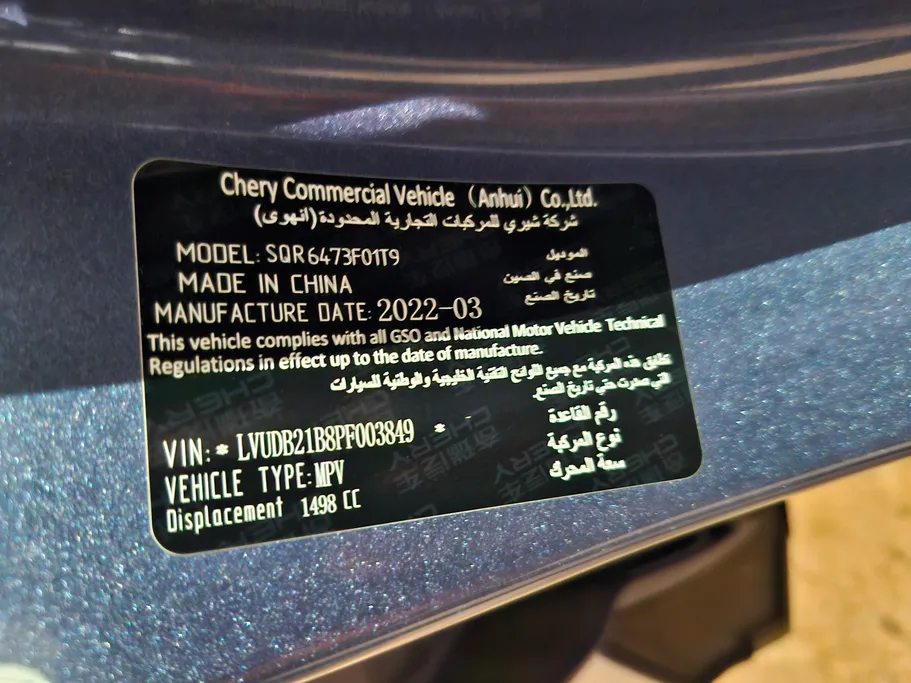 Chery Commercial Vehicle (Anhui) Co.,Ltd.
شركة شيري للمركبات التجارية المحدودة (انهوى)
MODEL: SQR6473F01T9 الموديل
MADE IN CHINA صنع في الصين
MANUFACTURE DATE: 2022-03 تاريخ الصنع
This vehicle complies with all GSO and National Motor Vehicle Technical
Regulations in effect up to the date of manufacture.
تطابق هذه المركبة مع جميع اللوائح التقنية الخليجية والوطنية للسيارات
التي صدرت حتى تاريخ الصنع.
رقم القاعدة
VIN: * LVUDB21B8PF003849 *
نوع المركبة
VEHICLE TYPE: MPV
سعة المحرك
Displacement 1498 CC
CHERY